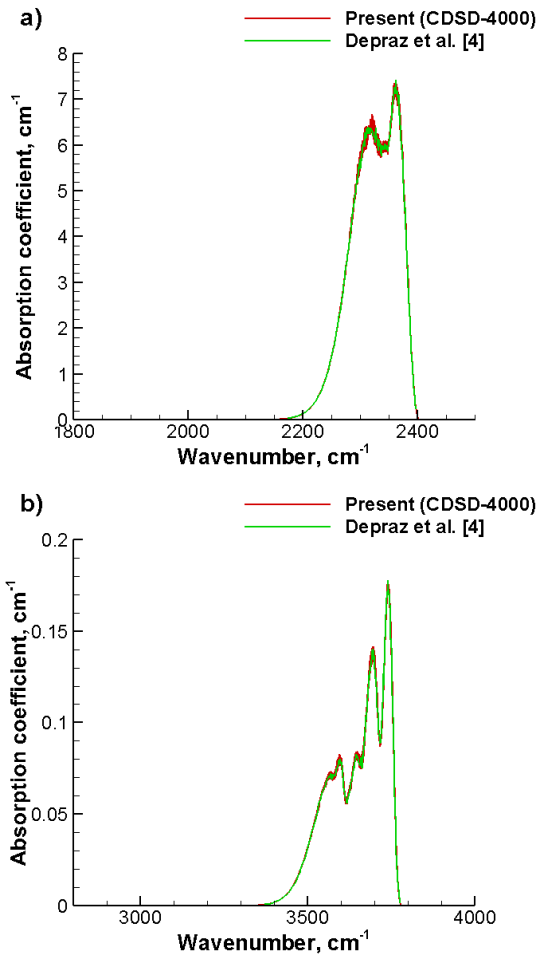 a)
Present (CDSD-4000)
Depraz et al. [4]
8
7
6
5
4
3
2
1
0
1800 2000 2200 2400
Absorption coefficient, cm-1
Wavenumber, cm-1
b)
Present (CDSD-4000)
Depraz et al. [4]
0.2
0.15
0.1
0.05
0
3000 3500 4000
Absorption coefficient, cm-1
Wavenumber, cm-1